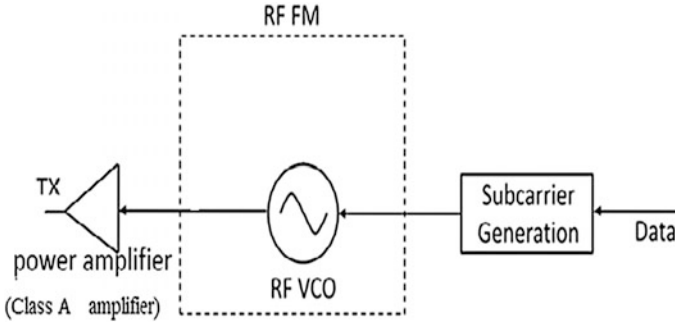 RF FM
TX
Subcarrier
Generation
Data
power amplifier
(Class A amplifier)
RF VCO